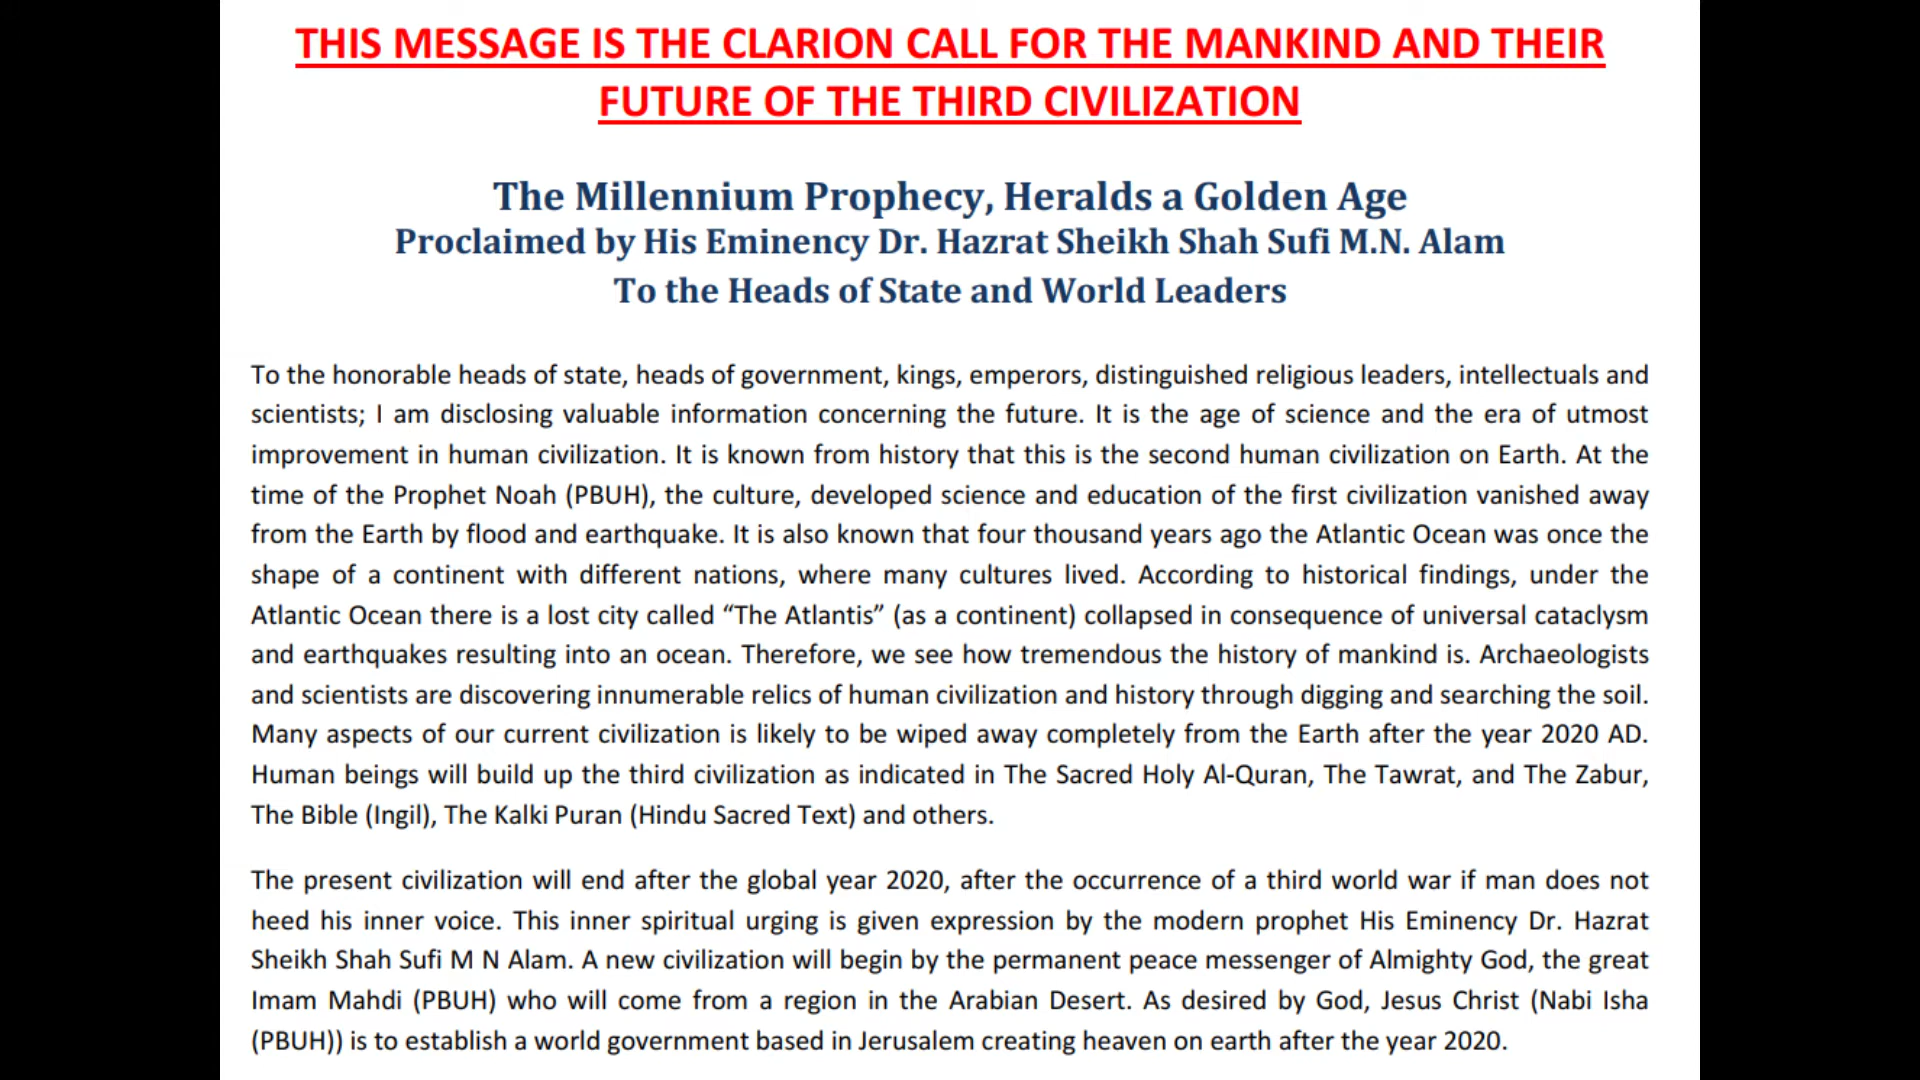 THIS MESSAGE IS THE CLARION CALL FOR THE MANKIND AND THEIR
FUTURE OF THE THIRD CIVILIZATION
The Millennium Prophecy, Heralds a Golden Age
Proclaimed by His Eminency Dr. Hazrat Sheikh Shah Sufi M.N. Alam
To the Heads of State and World Leaders
To the honorable heads of state, heads of government, kings, emperors, distinguished religious leaders, intellectuals and
scientists; I am disclosing valuable information concerning the future. It is the age of science and the era of utmost
improvement in human civilization. It is known from history that this is the second human civilization on Earth. At the
time of the Prophet Noah (PBUH), the culture, developed science and education of the first civilization vanished away
from the Earth by flood and earthquake. It is also known that four thousand years ago the Atlantic Ocean was once the
shape of a continent with different nations, where many cultures lived. According to historical findings, under the
Atlantic Ocean there is a lost city called “The Atlantis” (as a continent) collapsed in consequence of universal cataclysm
and earthquakes resulting into an ocean. Therefore, we see how tremendous the history of mankind is. Archaeologists
and scientists are discovering innumerable relics of human civilization and history through digging and searching the soil.
Many aspects of our current civilization is likely to be wiped away completely from the Earth after the year 2020 AD.
Human beings will build up the third civilization as indicated in The Sacred Holy Al-Quran, The Tawrat, and The Zabur,
The Bible (Ingil), The Kalki Puran (Hindu Sacred Text) and others.
The present civilization will end after the global year 2020, after the occurrence of a third world war if man does not
heed his inner voice. This inner spiritual urging is given expression by the modern prophet His Eminency Dr. Hazrat
Sheikh Shah Sufi M N Alam. A new civilization will begin by the permanent peace messenger of Almighty God, the great
Imam Mahdi (PBUH) who will come from a region in the Arabian Desert. As desired by God, Jesus Christ (Nabi Isha
(PBUH)) is to establish a world government based in Jerusalem creating heaven on earth after the year 2020.